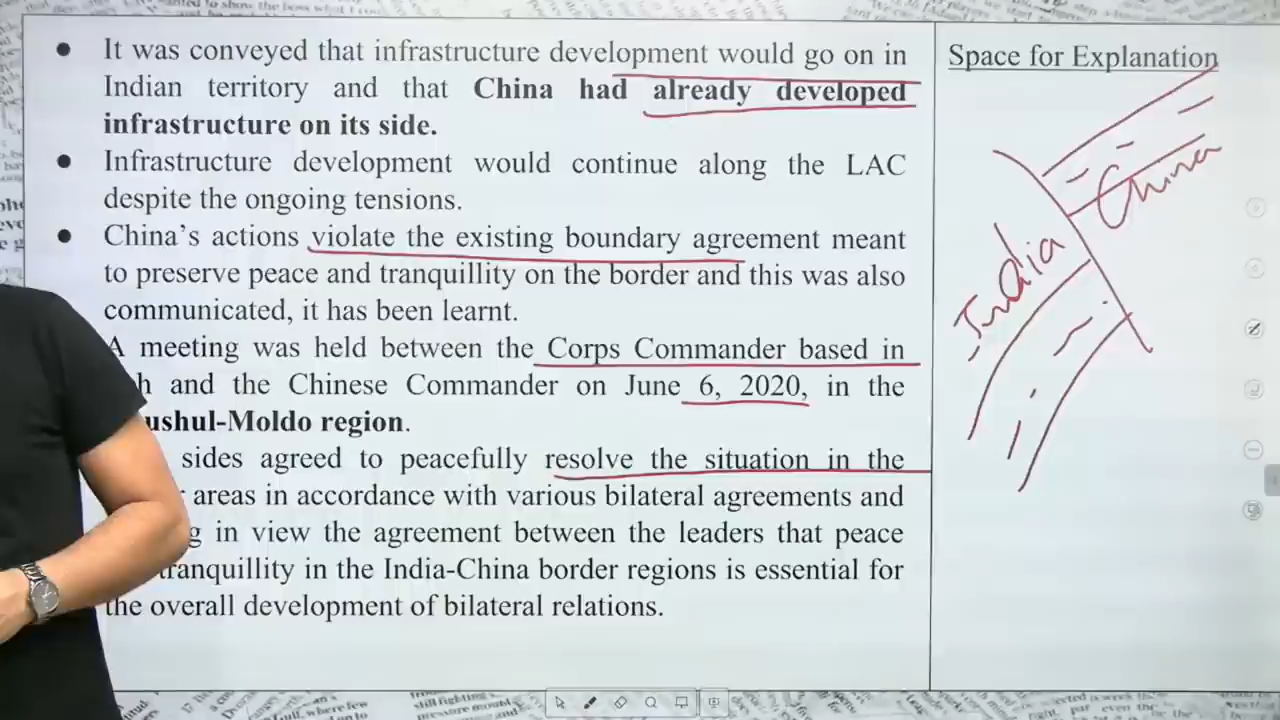 It was conveyed that infrastructure development would go on in
Indian territory and that China had already developed
infrastructure on its side.
Infrastructure development would continue along the LAC
despite the ongoing tensions.
China's actions violate the existing boundary agreement meant
to preserve peace and tranquillity on the border and this was also
communicated, it has been learnt.
A meeting was held between the Corps Commander based in
h and the Chinese Commander on June 6, 2020, in the
ushul-Moldo region.
sides agreed to peacefully resolve the situation in the
areas in accordance with various bilateral agreements and
g in view the agreement between the leaders that peace
tranquillity in the India-China border regions is essential for
the overall development of bilateral relations.
Space for Explanation
China
India